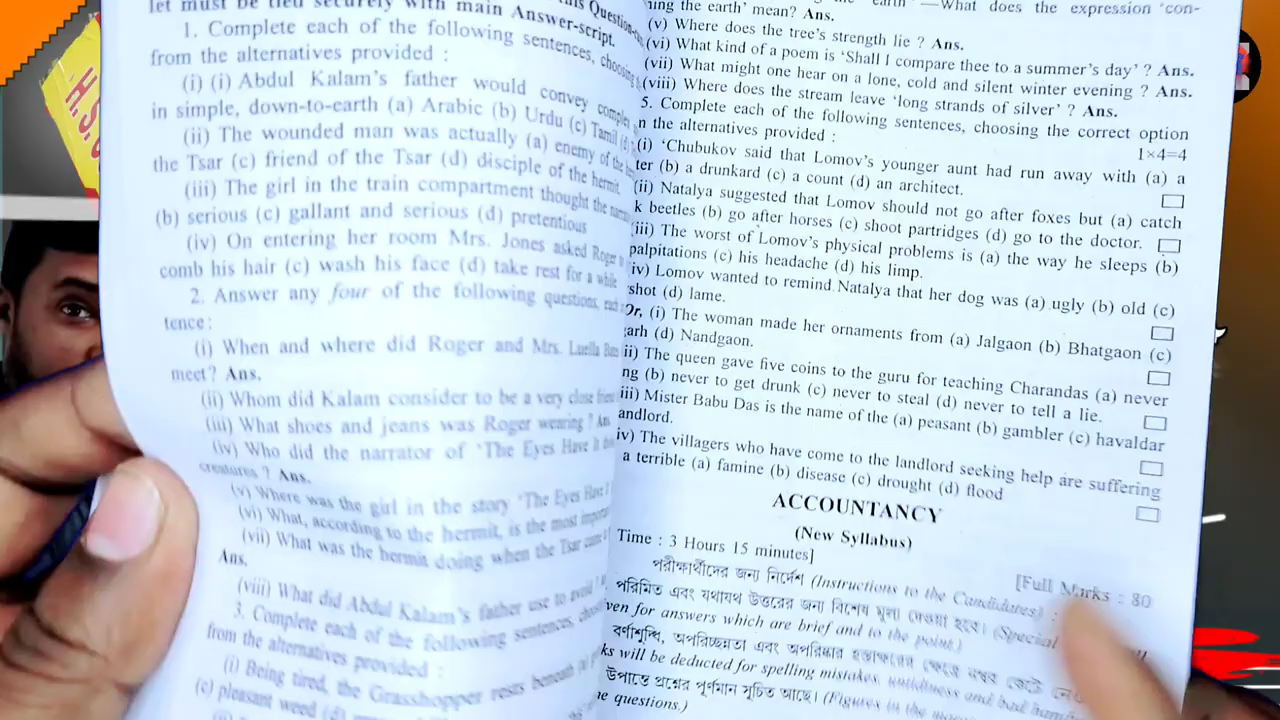 H.S.
let must be tied securely with main Answer-script.
this Question-
1. Complete each of the following sentences, choosing
from the alternatives provided :
(i) (i) Abdul Kalam's father would convey complex
in simple, down-to-earth (a) Arabic (b) Urdu (c) Tamil (d)
(ii) The wounded man was actually (a) enemy of the
the Tsar (c) friend of the Tsar (d) disciple of the hermit.
(iii) The girl in the train compartment thought the
(b) serious (c) gallant and serious (d) pretentious
(iv) On entering her room Mrs. Jones asked Roger
comb his hair (c) wash his face (d) take rest for a while
2. Answer any four of the following questions, each
tence :
(i) When and where did Roger and Mrs. Luella Bates
meet? Ans.
(ii) Whom did Kalam consider to be a very close
(iii) What shoes and jeans was Roger wearing ? Ans
(iv) Who did the narrator of 'The Eyes Have It
creatures ? Ans.
(v) Where was the girl in the story 'The Eyes Have
(vi) What, according to the hermit, is the most
(vii) What was the hermit doing when the Tsar came
Ans.
(viii) What did Abdul Kalam's father use to avoid ?
3. Complete each of the following sentences,
from the alternatives provided :
(i) Being tired, the Grasshopper rests beneath (a)
(c) pleasant weed (d)
earth' —What does the expression 'con-
ning the earth' mean? Ans.
(v) Where does the tree's strength lie ? Ans.
(vi) What kind of a poem is 'Shall I compare thee to a summer's day' ? Ans.
(vii) What might one hear on a lone, cold and silent winter evening ? Ans.
(viii) Where does the stream leave 'long strands of silver' ? Ans.
5. Complete each of the following sentences, choosing the correct option
n the alternatives provided :
1×4=4
(i) 'Chubukov said that Lomov's younger aunt had run away with (a) a
ter (b) a drunkard (c) a count (d) an architect.
(ii) Natalya suggested that Lomov should not go after foxes but (a) catch
k beetles (b) go after horses (c) shoot partridges (d) go to the doctor.
(iii) The worst of Lomov's physical problems is (a) the way he sleeps (b)
palpitations (c) his headache (d) his limp.
iv) Lomov wanted to remind Natalya that her dog was (a) ugly (b) old (c)
shot (d) lame.
Or, (i) The woman made her ornaments from (a) Jalgaon (b) Bhatgaon (c)
garh (d) Nandgaon.
ii) The queen gave five coins to the guru for teaching Charandas (a) never
ng (b) never to get drunk (c) never to steal (d) never to tell a lie.
iii) Mister Babu Das is the name of the (a) peasant (b) gambler (c) havaldar
andlord.
iv) The villagers who have come to the landlord seeking help are suffering
a terrible (a) famine (b) disease (c) drought (d) flood
ACCOUNTANCY
(New Syllabus)
Time : 3 Hours 15 minutes]
[Full Marks : 80
পরীক্ষার্থীদের জন্য নির্দেশ (Instructions to the Candidates) :
পরিমিত এবং যথাযথ উত্তরের জন্য বিশেষ মূল্য দেওয়া হবে। (Special
ven for answers which are brief and to the point.)
বর্ণাশুদ্ধি, অপরিচ্ছন্নতা এবং অপরিষ্কার হস্তাক্ষরের ক্ষেত্রে নম্বর কেটে
ks will be deducted for spelling mistakes, untidiness and bad
উপান্তে প্রশ্নের পূর্ণমান সূচিত আছে। (Figures in the
he questions.)